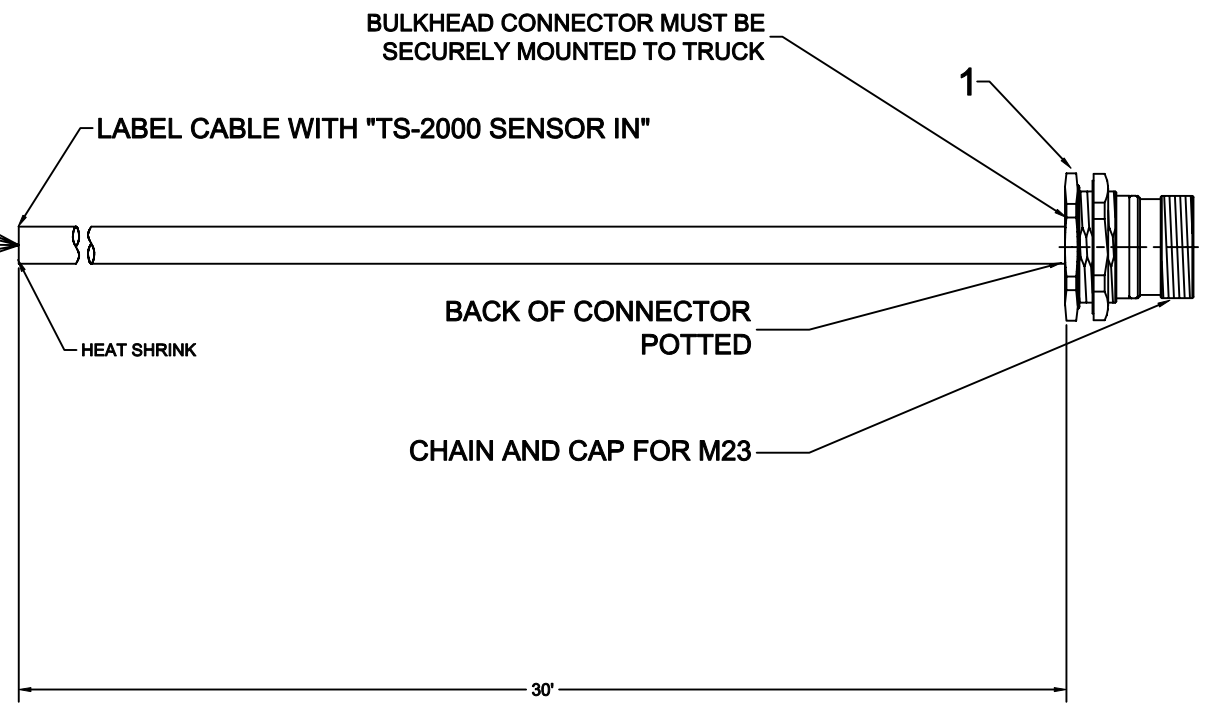 BULKHEAD CONNECTOR MUST BE
SECURELY MOUNTED TO TRUCK
1
LABEL CABLE WITH "TS-2000 SENSOR IN"
BACK OF CONNECTOR
POTTED
HEAT SHRINK
CHAIN AND CAP FOR M23
30'